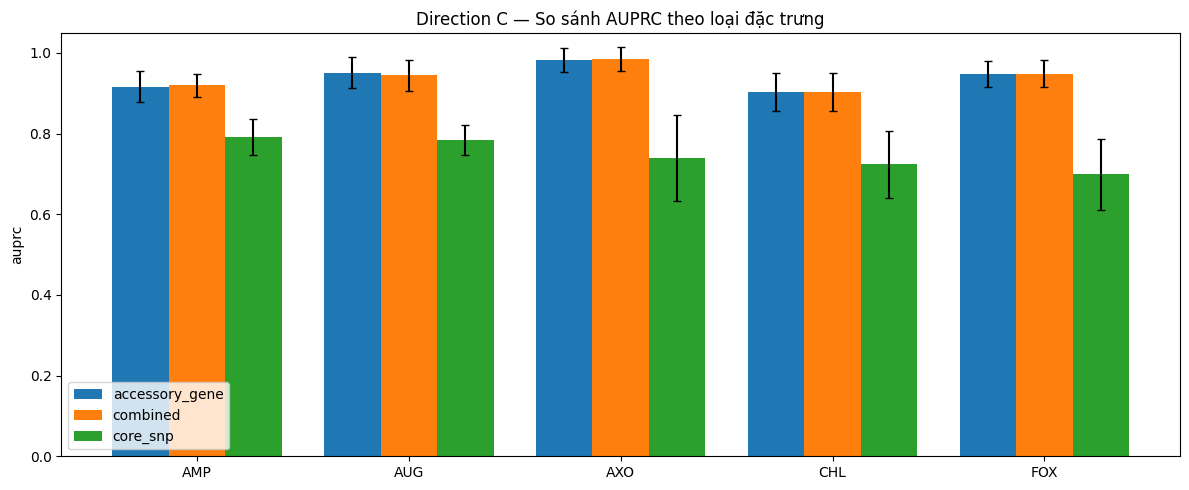 Direction C — So sánh AUPRC theo loại đặc trưng
auprc
1.0
0.8
0.6
0.4
0.2
0.0
accessory_gene
combined
core_snp
AMP
AUG
AXO
CHL
FOX